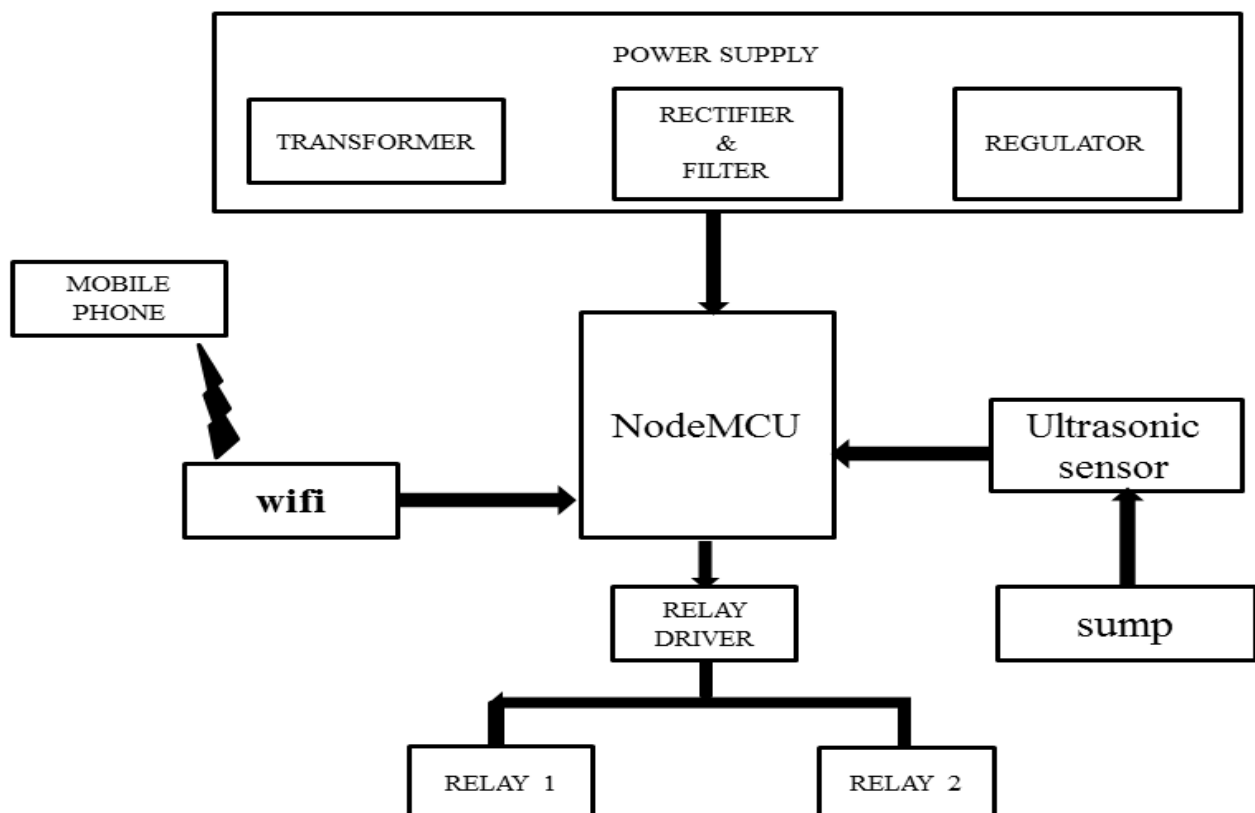 POWER SUPPLY
TRANSFORMER
RECTIFIER
&
FILTER
REGULATOR
MOBILE
PHONE
NodeMCU
Ultrasonic
sensor
wifi
RELAY
DRIVER
sump
RELAY 1
RELAY 2